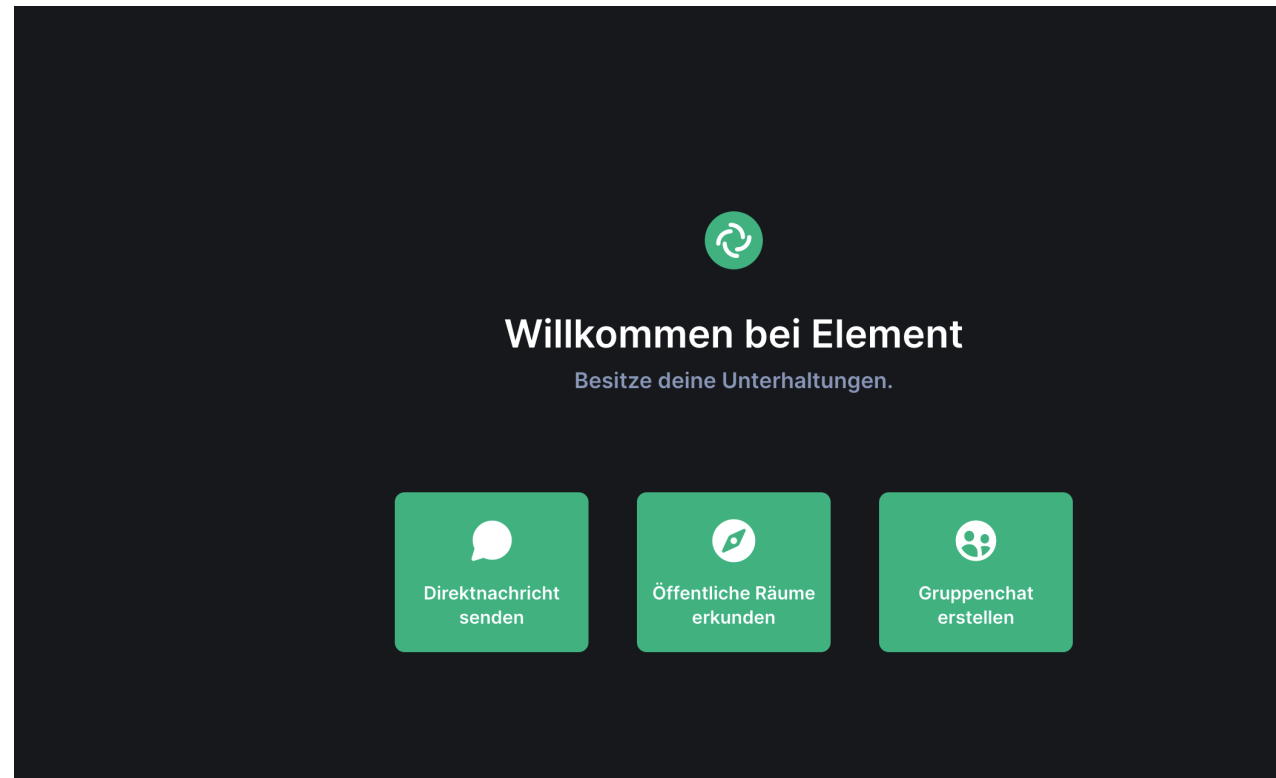 Willkommen bei Element
Besitze deine Unterhaltungen.
Direktnachricht
senden
Öffentliche Räume
erkunden
Gruppenchat
erstellen